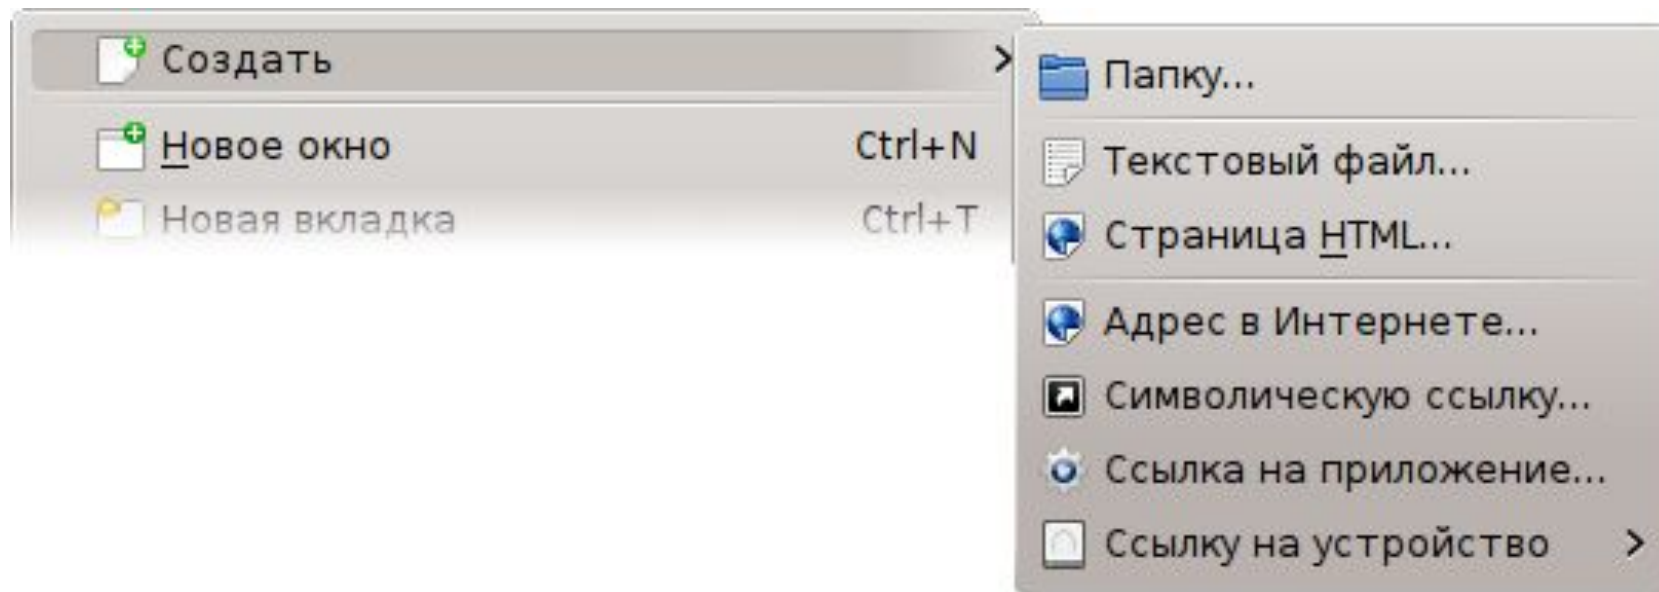 Создать
Новое окно Ctrl+N
Новая вкладка Ctrl+T
Папку...
Текстовый файл...
Страница HTML...
Адрес в Интернете...
Символическую ссылку...
Ссылка на приложение...
Ссылку на устройство